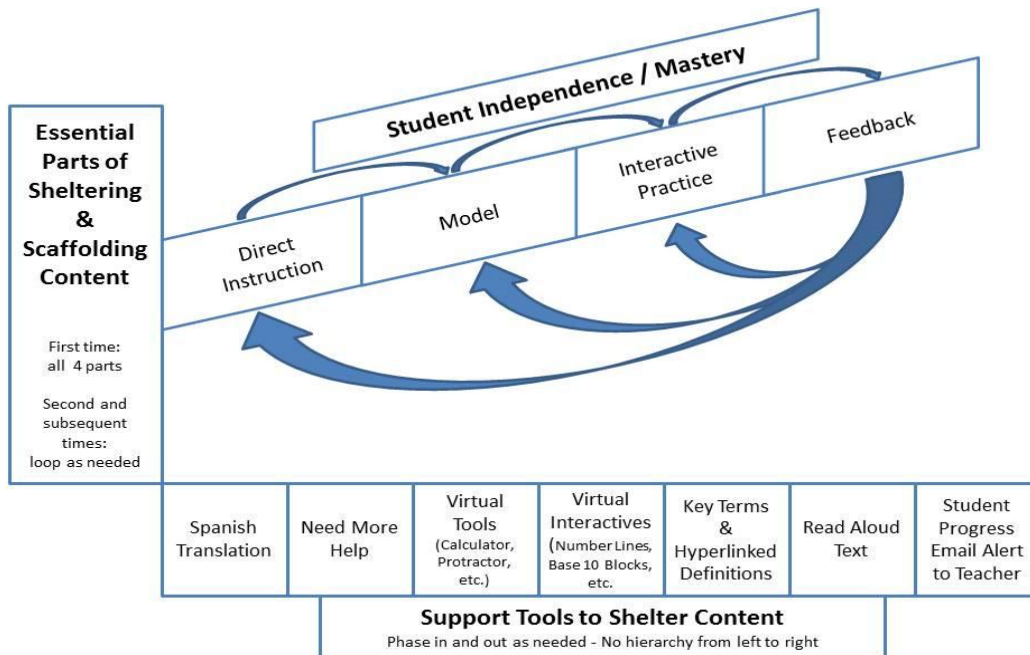 Student Independence / Mastery
Essential
Parts of
Sheltering
&
Scaffolding
Content
First time:
all 4 parts
Second and
subsequent
times:
loop as needed
Direct
Instruction
Model
Interactive
Practice
Feedback
Spanish
Translation
Need More
Help
Virtual
Tools
(Calculator,
Protractor,
etc.)
Virtual
Interactives
(Number Lines,
Base 10 Blocks,
etc.
Key Terms
&
Hyperlinked
Definitions
Read Aloud
Text
Student
Progress
Email Alert
to Teacher
Support Tools to Shelter Content
Phase in and out as needed - No hierarchy from left to right